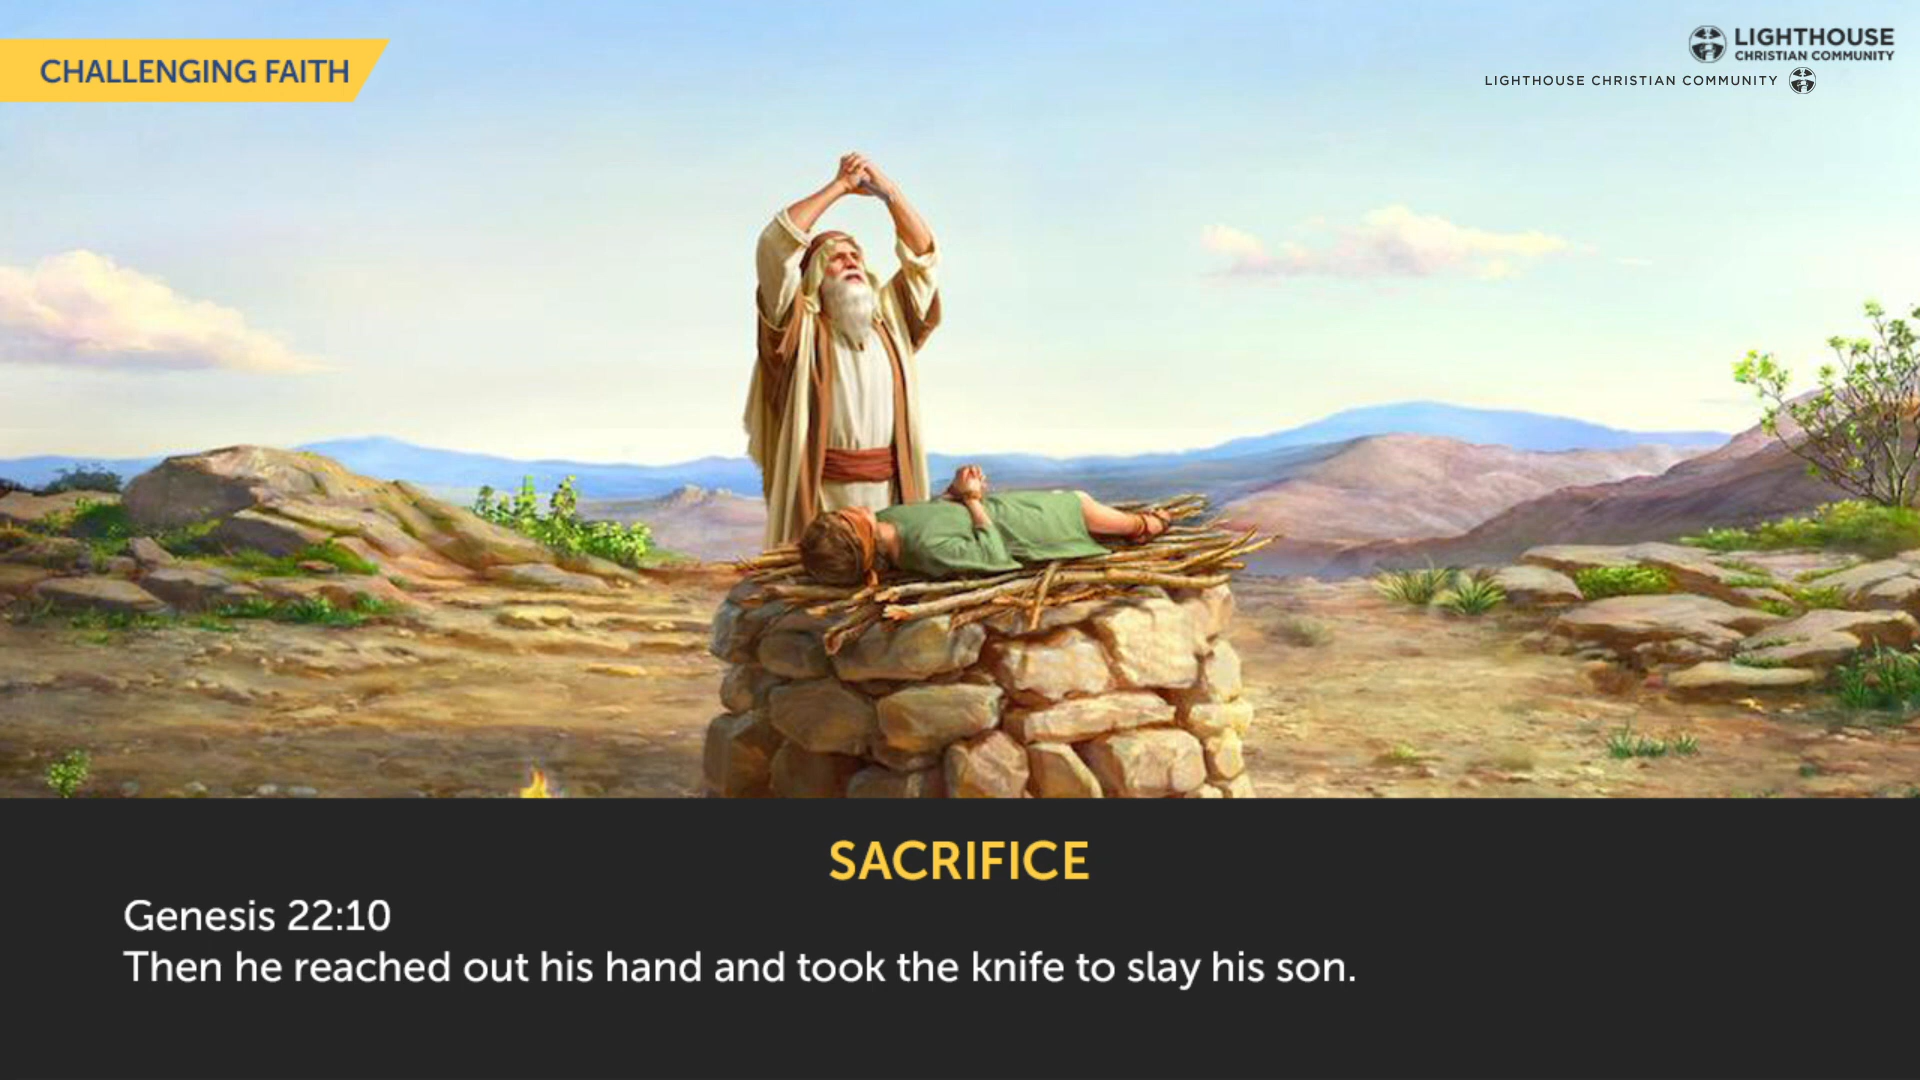 CHALLENGING FAITH
LIGHTHOUSE
CHRISTIAN COMMUNITY
LIGHTHOUSE CHRISTIAN COMMUNITY
SACRIFICE
Genesis 22:10
Then he reached out his hand and took the knife to slay his son.